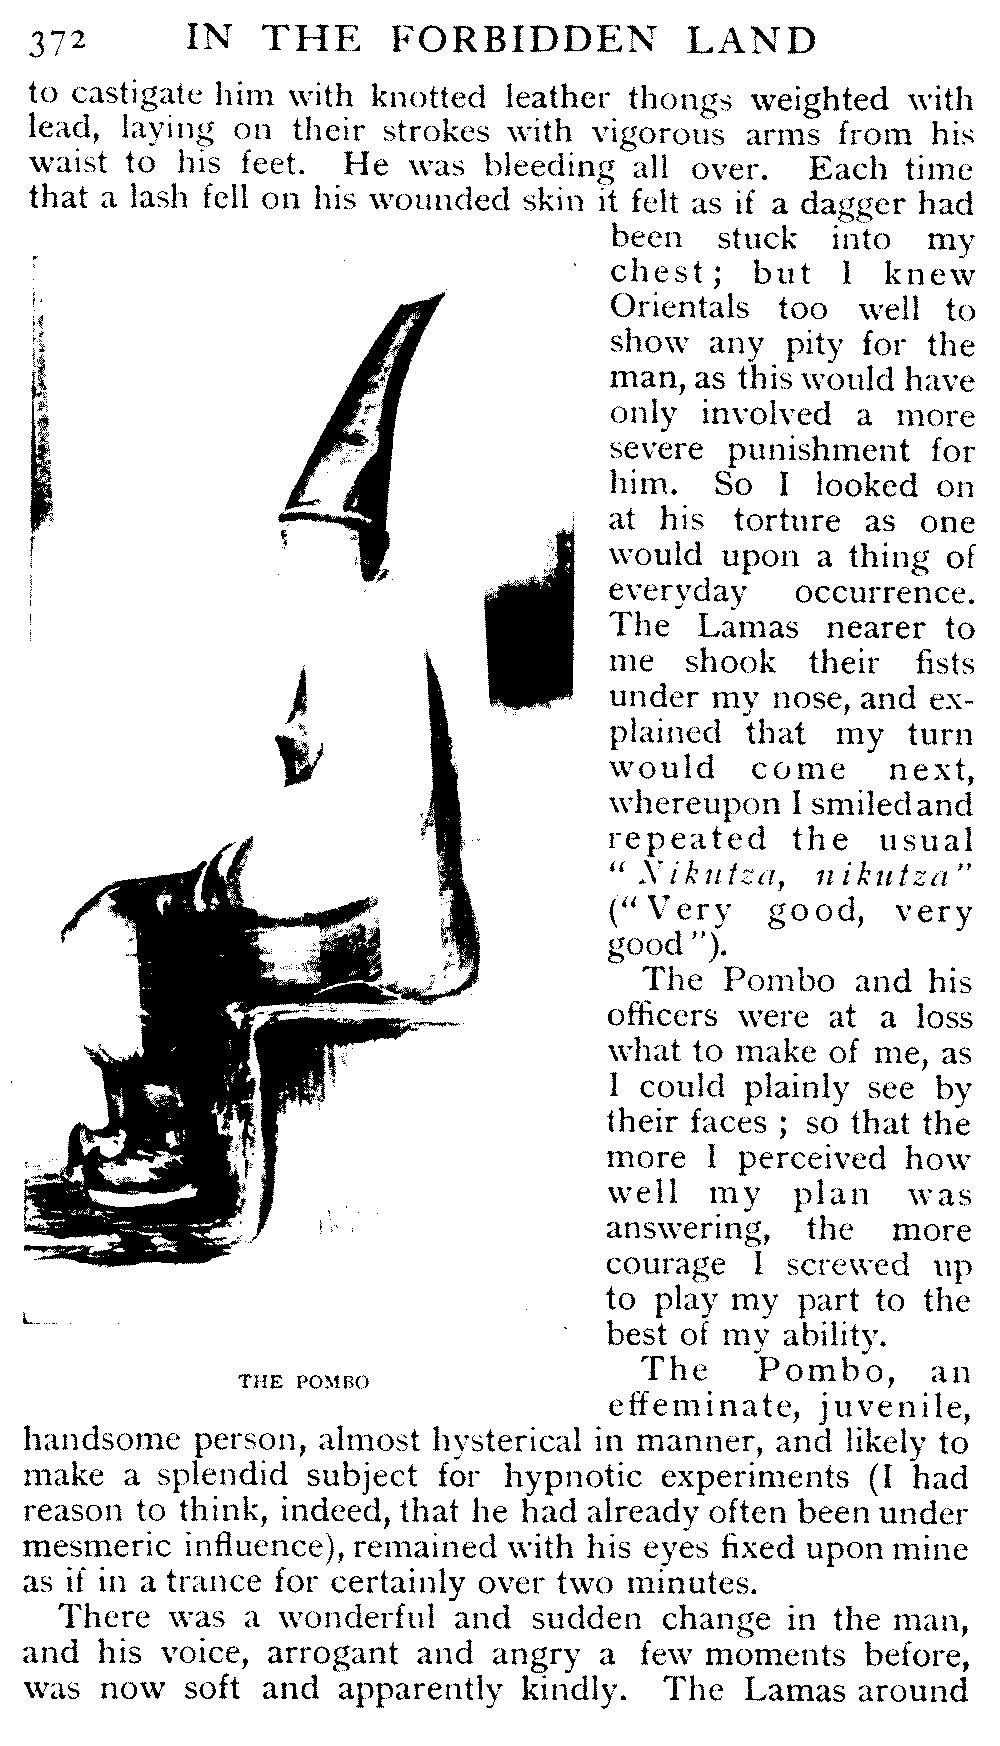 372 IN THE FORBIDDEN LAND
to castigate him with knotted leather thongs weighted with
lead, laying on their strokes with vigorous arms from his
waist to his feet. He was bleeding all over. Each time
that a lash fell on his wounded skin it felt as if a dagger had
been stuck into my
chest; but I knew
Orientals too well to
show any pity for the
man, as this would have
only involved a more
severe punishment for
him. So I looked on
at his torture as one
would upon a thing of
everyday occurrence.
The Lamas nearer to
me shook their fists
under my nose, and ex-
plained that my turn
would come next,
whereupon I smiled and
repeated the usual
"Nikutza, nikutza"
("Very good, very
good").
The Pombo and his
officers were at a loss
what to make of me, as
I could plainly see by
their faces; so that the
more I perceived how
well my plan was
answering, the more
courage I screwed up
to play my part to the
best of my ability.
The Pombo, an
effeminate, juvenile,
THE POMBO
handsome person, almost hysterical in manner, and likely to
make a splendid subject for hypnotic experiments (I had
reason to think, indeed, that he had already often been under
mesmeric influence), remained with his eyes fixed upon mine
as if in a trance for certainly over two minutes.
There was a wonderful and sudden change in the man,
and his voice, arrogant and angry a few moments before,
was now soft and apparently kindly. The Lamas around